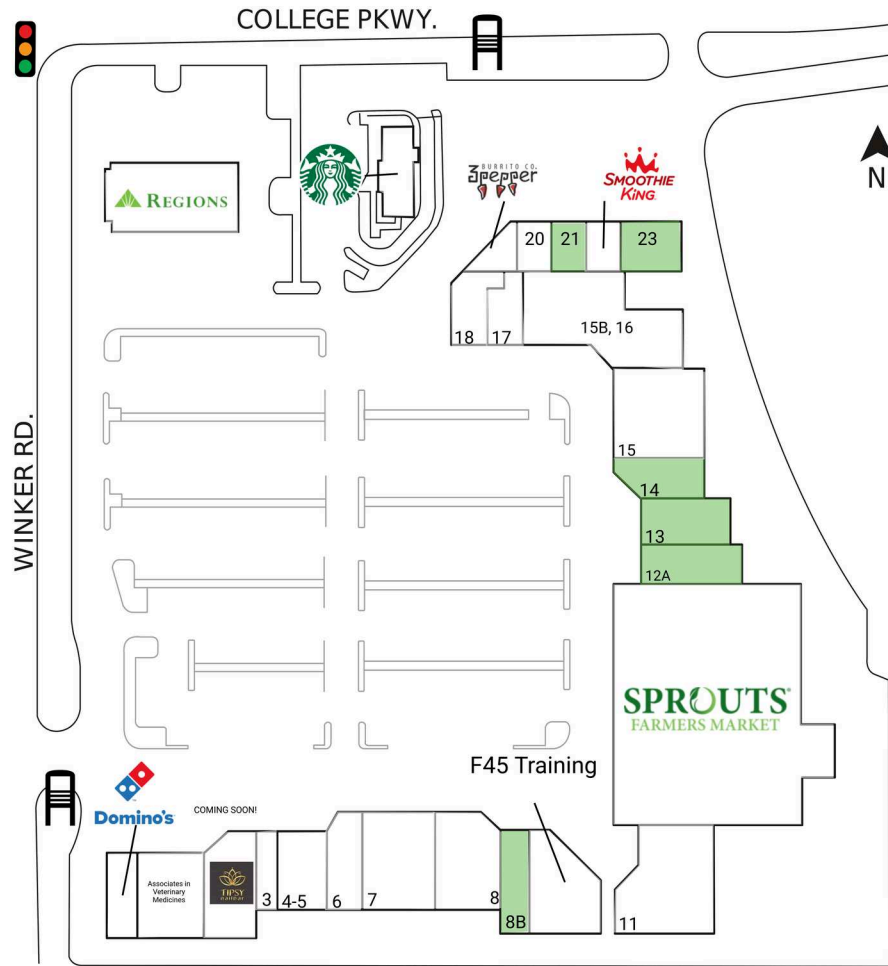 COLLEGE PKWY.
N
BURRITO CO.
3pepper
SMOOTHIE
KING
REGIONS
20
21
23
18
17
15B, 16
WINKER RD.
15
14
13
12A
SPROUTS
FARMERS MARKET
F45 Training
Domino's
COMING SOON!
Associates in
Veterinary
Medicines
TIPSY
3
4-5
6
7
8
8B
11